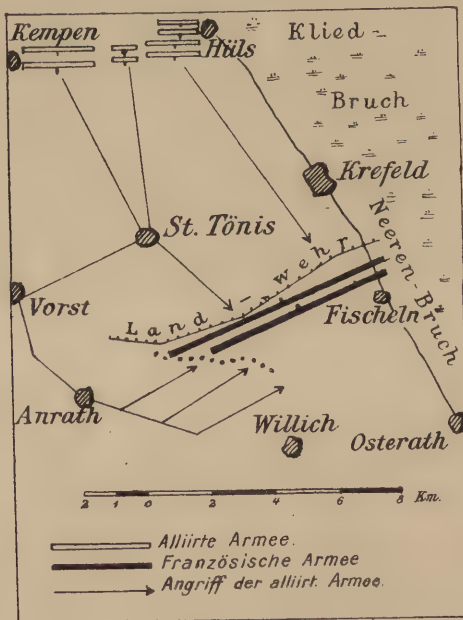 Kempen
Hüls
Klied
Bruch
Krefeld
St. Tönis
Neeren-Bruch
Land-wehr
Vorst
Fischeln
Anrath
Willich
Osterath
2 1 0 2 4 6 8 Km.
Alliirte Armee.
Französische Armee
Angriff der alliirt. Armee.